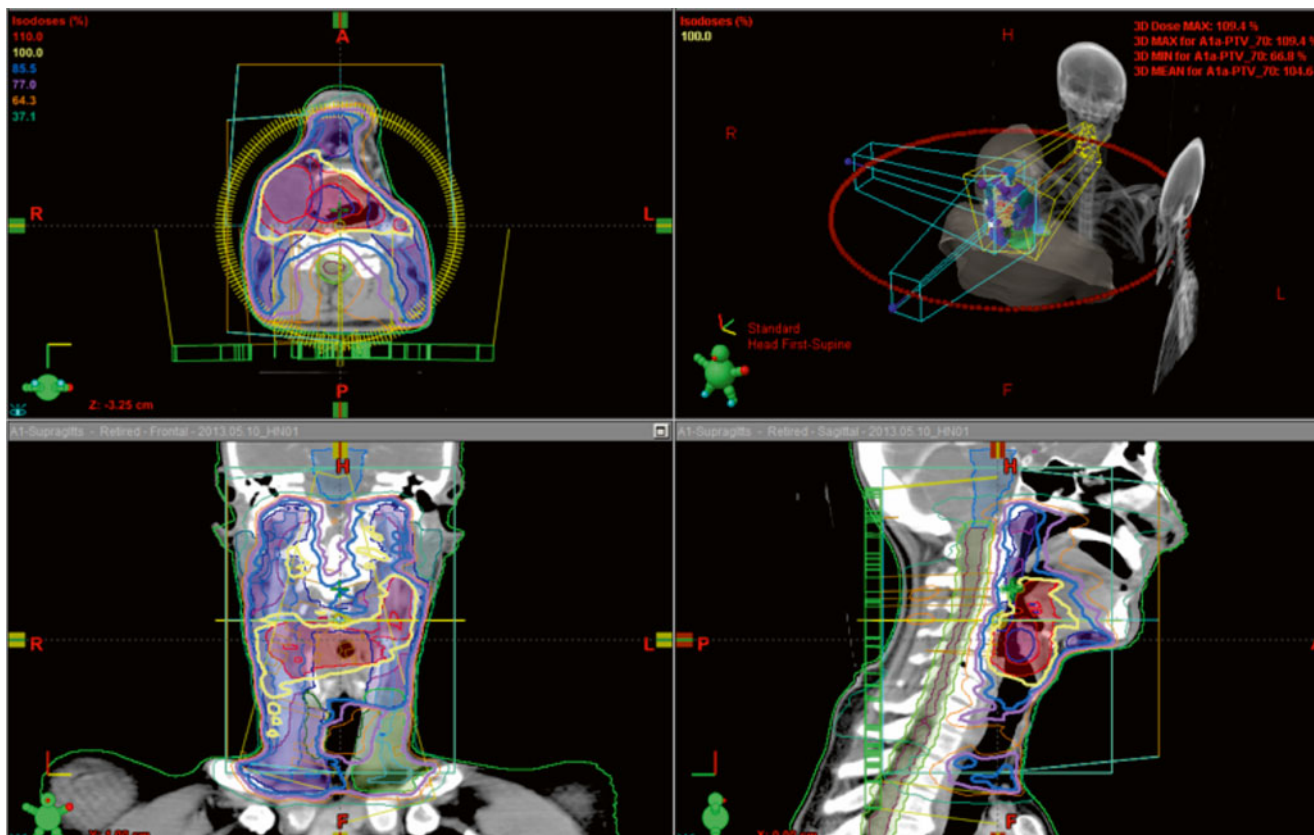 Isodoses (%)
110.0
100.0
85.5
77.0
64.3
37.1
A
R
L
P
Z: -3.25 cm
Isodoses (%)
100.0
3D Dose MAX: 109.4 %
3D MAX for A1a-PTV_70: 109.4 %
3D MIN for A1a-PTV_70: 66.8 %
3D MEAN for A1a-PTV_70: 104.6
H
R
L
F
Standard
Head First-Supine
A1-Supragltts - Retired - Frontal - 2013.05.10_HN01
H
R
L
F
A1-Supragltts - Retired - Sagittal - 2013.05.10_HN01
H
P
F